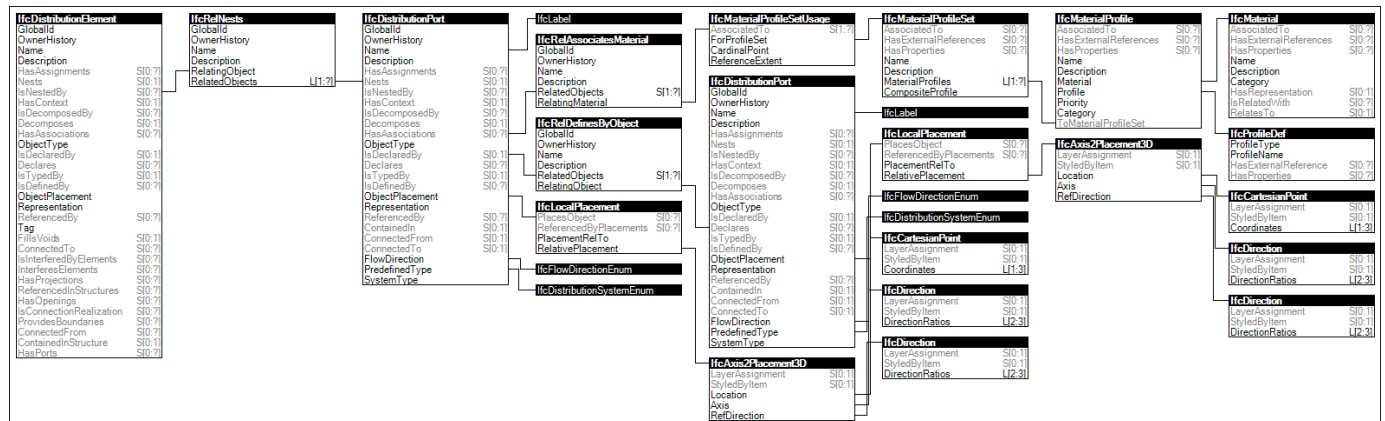 IfcDistributionElement
GlobalId
OwnerHistory
Name
Description
HasAssignments S[0:?]
Nests S[0:1]
IsNestedBy S[0:?]
HasContext S[0:1]
IsDecomposedBy S[0:?]
Decomposes S[0:1]
HasAssociations S[0:?]
ObjectType
IsDeclaredBy S[0:1]
Declares S[0:?]
IsTypedBy S[0:1]
IsDefinedBy S[0:?]
ObjectPlacement
Representation
ReferencedBy S[0:?]
Tag
FillsVoids S[0:1]
ConnectedTo S[0:?]
IsInterferedByElements S[0:?]
InterferesElements S[0:?]
HasProjections S[0:?]
ReferencedInStructures S[0:?]
HasOpenings S[0:?]
IsConnectionRealization S[0:?]
ProvidesBoundaries S[0:?]
ConnectedFrom S[0:?]
ContainedInStructure S[0:1]
HasPorts S[0:?]
IfcRelNests
GlobalId
OwnerHistory
Name
Description
RelatingObject
RelatedObjects L[1:?]
IfcDistributionPort
GlobalId
OwnerHistory
Name
Description
HasAssignments S[0:?]
Nests S[0:1]
IsNestedBy S[0:?]
HasContext S[0:1]
IsDecomposedBy S[0:?]
Decomposes S[0:1]
HasAssociations S[0:?]
ObjectType
IsDeclaredBy S[0:1]
Declares S[0:?]
IsTypedBy S[0:1]
IsDefinedBy S[0:?]
ObjectPlacement
Representation
ReferencedBy S[0:?]
ContainedIn S[0:1]
ConnectedFrom S[0:1]
ConnectedTo S[0:1]
FlowDirection
PredefinedType
SystemType
IfcLabel
IfcRelAssociatesMaterial
GlobalId
OwnerHistory
Name
Description
RelatedObjects S[1:?]
RelatingMaterial
IfcRelDefinesByObject
GlobalId
OwnerHistory
Name
Description
RelatedObjects S[1:?]
RelatingObject
IfcLocalPlacement
PlacesObject S[0:?]
ReferencedByPlacements S[0:?]
PlacementRelTo
RelativePlacement
IfcFlowDirectionEnum
IfcDistributionSystemEnum
IfcMaterialProfileSetUsage
AssociatedTo S[1:?]
ForProfileSet
CardinalPoint
ReferenceExtent
IfcDistributionPort
GlobalId
OwnerHistory
Name
Description
HasAssignments S[0:?]
Nests S[0:1]
IsNestedBy S[0:?]
HasContext S[0:1]
IsDecomposedBy S[0:?]
Decomposes S[0:1]
HasAssociations S[0:?]
ObjectType
IsDeclaredBy S[0:1]
Declares S[0:?]
IsTypedBy S[0:1]
IsDefinedBy S[0:?]
ObjectPlacement
Representation
ReferencedBy S[0:?]
ContainedIn S[0:1]
ConnectedFrom S[0:1]
ConnectedTo S[0:1]
FlowDirection
PredefinedType
SystemType
IfcAxis2Placement3D
LayerAssignment S[0:1]
StyledByItem S[0:1]
Location
Axis
RefDirection
IfcMaterialProfileSet
AssociatedTo S[0:?]
HasExternalReferences S[0:?]
HasProperties S[0:?]
Name
Description
MaterialProfiles L[1:?]
CompositeProfile
IfcLabel
IfcLocalPlacement
PlacesObject S[0:?]
ReferencedByPlacements S[0:?]
PlacementRelTo
RelativePlacement
IfcFlowDirectionEnum
IfcDistributionSystemEnum
IfcCartesianPoint
LayerAssignment S[0:1]
StyledByItem S[0:1]
Coordinates L[1:3]
IfcDirection
LayerAssignment S[0:1]
StyledByItem S[0:1]
DirectionRatios L[2:3]
IfcDirection
LayerAssignment S[0:1]
StyledByItem S[0:1]
DirectionRatios L[2:3]
IfcMaterialProfile
AssociatedTo S[0:?]
HasExternalReferences S[0:?]
HasProperties S[0:?]
Name
Description
Material
Profile
Priority
Category
ToMaterialProfileSet
IfcAxis2Placement3D
LayerAssignment S[0:1]
StyledByItem S[0:1]
Location
Axis
RefDirection
IfcMaterial
AssociatedTo S[0:?]
HasExternalReferences S[0:?]
HasProperties S[0:?]
Name
Description
Category
HasRepresentation S[0:1]
IsRelatedWith S[0:?]
RelatesTo S[0:1]
IfcProfileDef
ProfileType
ProfileName
HasExternalReference S[0:?]
HasProperties S[0:?]
IfcCartesianPoint
LayerAssignment S[0:1]
StyledByItem S[0:1]
Coordinates L[1:3]
IfcDirection
LayerAssignment S[0:1]
StyledByItem S[0:1]
DirectionRatios L[2:3]
IfcDirection
LayerAssignment S[0:1]
StyledByItem S[0:1]
DirectionRatios L[2:3]